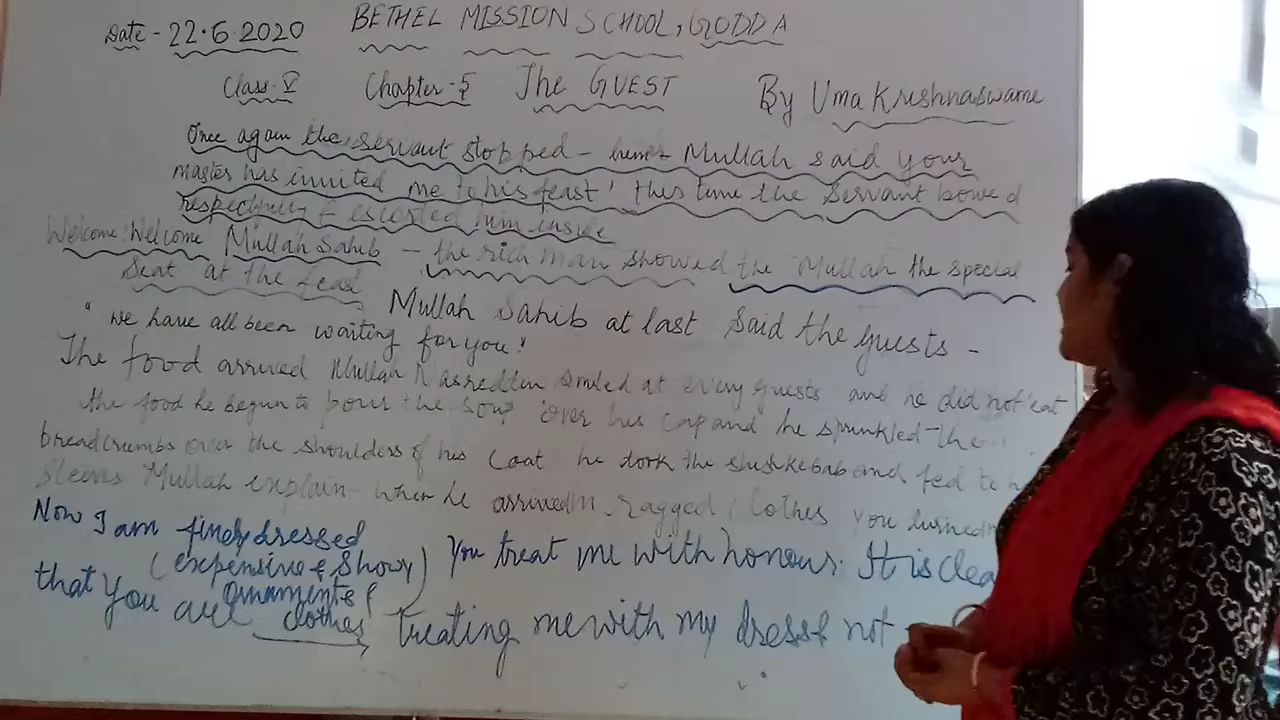 Date - 22.6.2020 BETHEL MISSION SCHOOL, GODDA
Class-V Chapter-5 The GUEST By Uma Krishnaswame
Once again the servant stopped - him - Mullah said your
master has invited me to his feast' this time the servant bowed
respectfully & escorted him inside
Welcome! Welcome Mullah Sahib - the rich man showed the Mullah the special
Seat at the feast
Mullah Sahib at last said the guests -
"we have all been waiting for you!
The food arrived Mullah Nasreddin smiled at every guests and he did not eat
the food he begun to pour the soup over his cap and he sprinkled the
breadcrumbs over the shoulders of his coat he took the shishkebab and fed to
Sleevs Mullah explain - when he arrived in ragged clothes you turned
Now I am finely dressed
(expensive & Showy You treat me with honour. It is clea
ornaments &
clothes)
that you are treating me with my dress & not